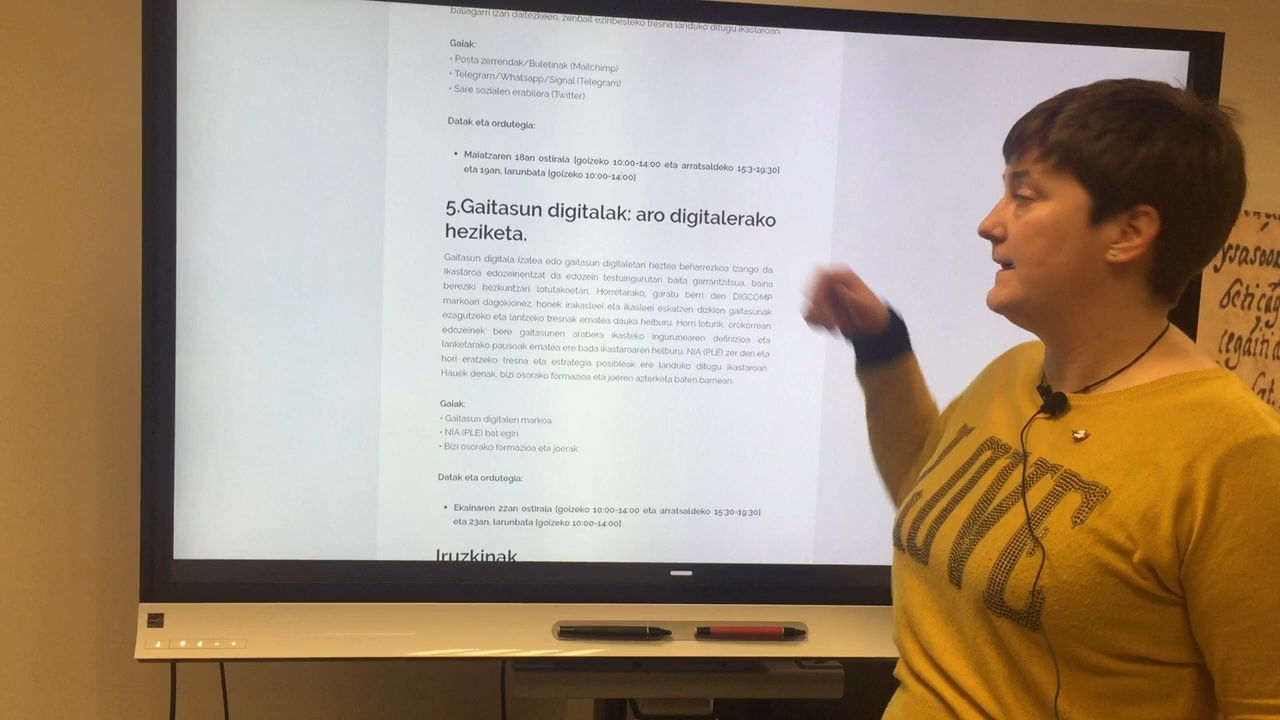 baliagarri izan daitezkeen, zenbait ezinbesteko tresna landuko ditugu ikastaroan.
Gaiak:
• Posta zerrendak/Buletinak (Mailchimp)
• Telegram/Whatsapp/Signal (Telegram)
• Sare sozialen erabilera (Twitter)
Datak eta ordutegia:
• Maiatzaren 18an ostirala [goizeko 10:00-14:00 eta arratsaldeko 15:3-19:30]
eta 19an, larunbata [goizeko 10:00-14:00]
5.Gaitasun digitalak: aro digitalerako
heziketa.
Gaitasun digitala izatea edo gaitasun digitaletan heztea beharrezkoa izango da
Ikastaroa edozeinentzat da edozein testuingurutan baita garrantzitsua, baina
bereziki hezkuntzari lotutakoetan. Horretarako, garatu berri den DIGCOMP
markoari dagokionez, honek irakasleei eta ikasleei eskatzen dizkion gaitasunak
ezagutzeko eta lantzeko tresnak ematea dauka helburu. Horri loturik, orokorrean
edozeinek bere gaitasunen arabera ikasteko ingurunearen definizioa eta
lanketarako pausoak ematea ere bada ikastaroaren helburu. NIA (PLE) zer den eta
hori eratzeko tresna eta estrategia posibleak ere landuko ditugu ikastaroan.
Hauek denak, bizi osorako formazioa eta joeren azterketa baten barnean.
Gaiak:
• Gaitasun digitalen markoa
• NIA (PLE) bat egin
• Bizi osorako formazioa eta joerak
Datak eta ordutegia:
• Ekainaren 22an ostirala [goizeko 10:00-14:00 eta arratsaldeko 15:30-19:30]
eta 23an, larunbata [goizeko 10:00-14:00]
Iruzkinak
LOVE